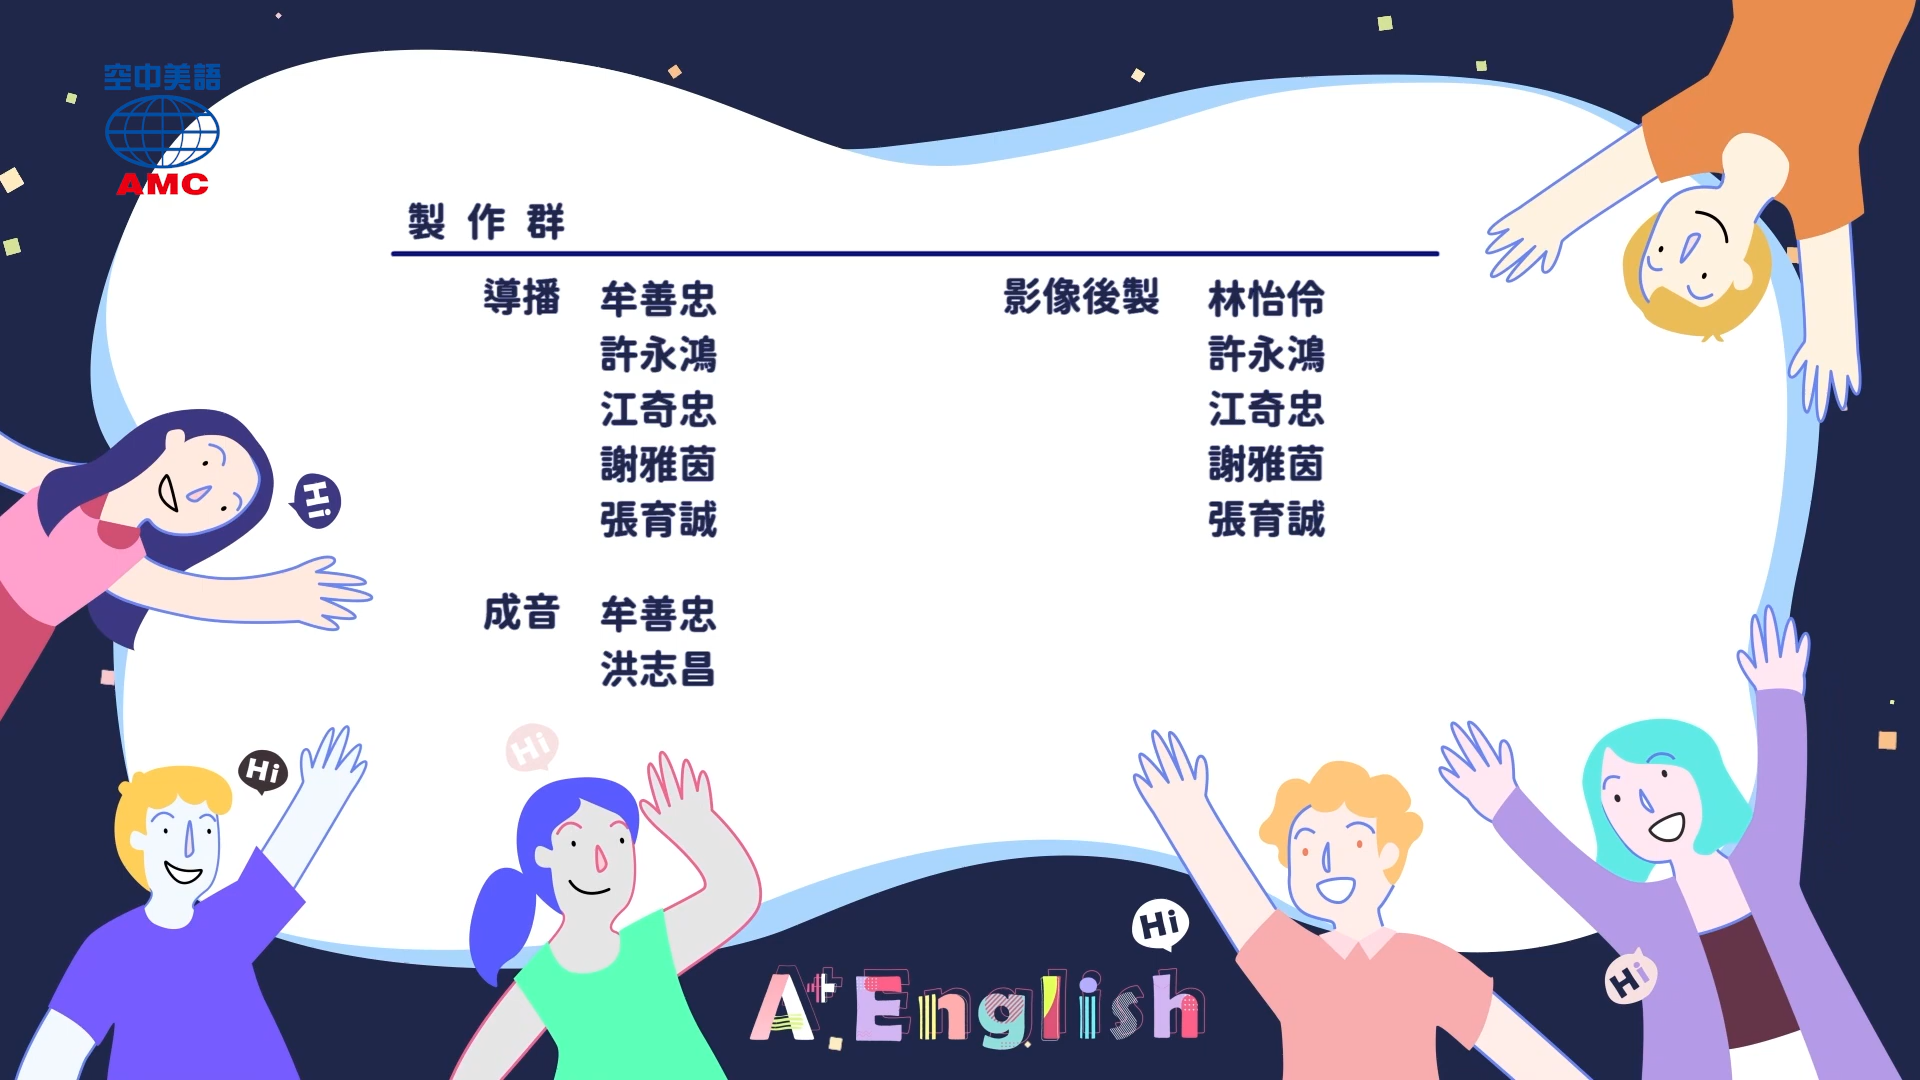 空中美語
AMC
製作群
導播 牟善忠
許永鴻
江奇忠
謝雅茵
張育誠
成音 牟善忠
洪志昌
影像後製 林怡伶
許永鴻
江奇忠
謝雅茵
張育誠
Hi
Hi
Hi
Hi
Hi
A+ English